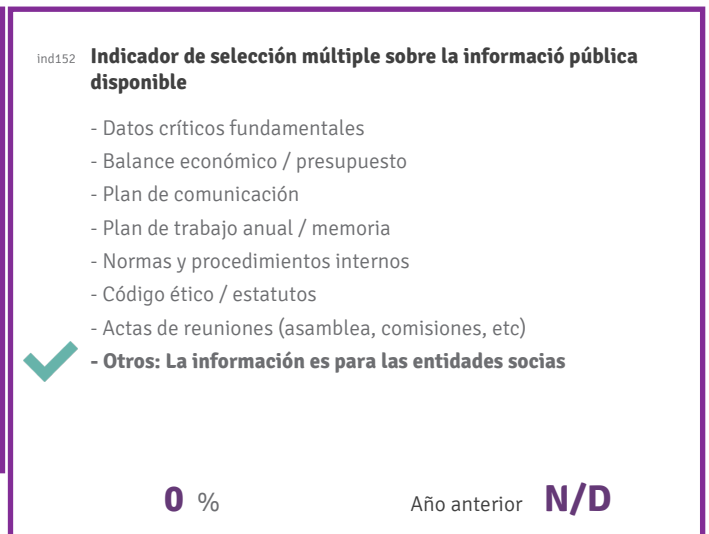 ind152 Indicador de selección múltiple sobre la informació pública
disponible
- Datos críticos fundamentales
- Balance económico / presupuesto
- Plan de comunicación
- Plan de trabajo anual / memoria
- Normas y procedimientos internos
- Código ético / estatutos
- Actas de reuniones (asamblea, comisiones, etc)
- Otros: La información es para las entidades socias
0 % Año anterior N/D